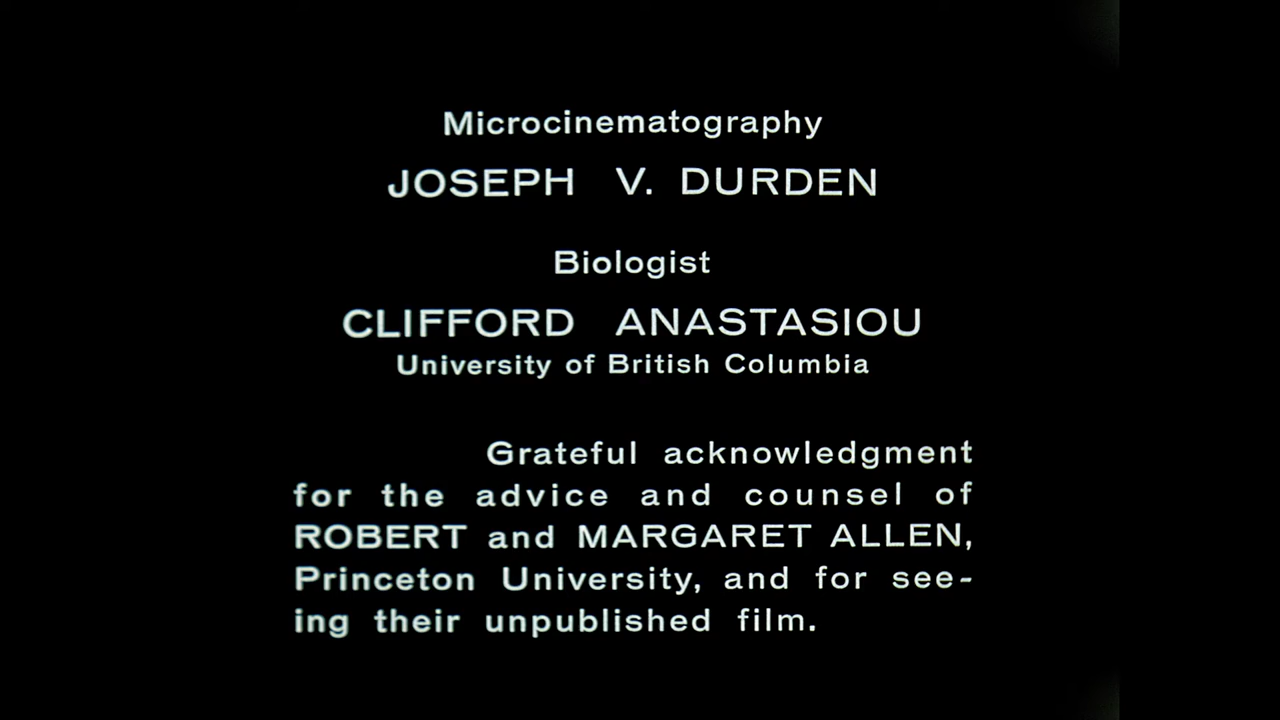 Microcinematography
JOSEPH V. DURDEN
Biologist
CLIFFORD ANASTASIOU
University of British Columbia
Grateful acknowledgment
for the advice and counsel of
ROBERT and MARGARET ALLEN,
Princeton University, and for see-
ing their unpublished film.